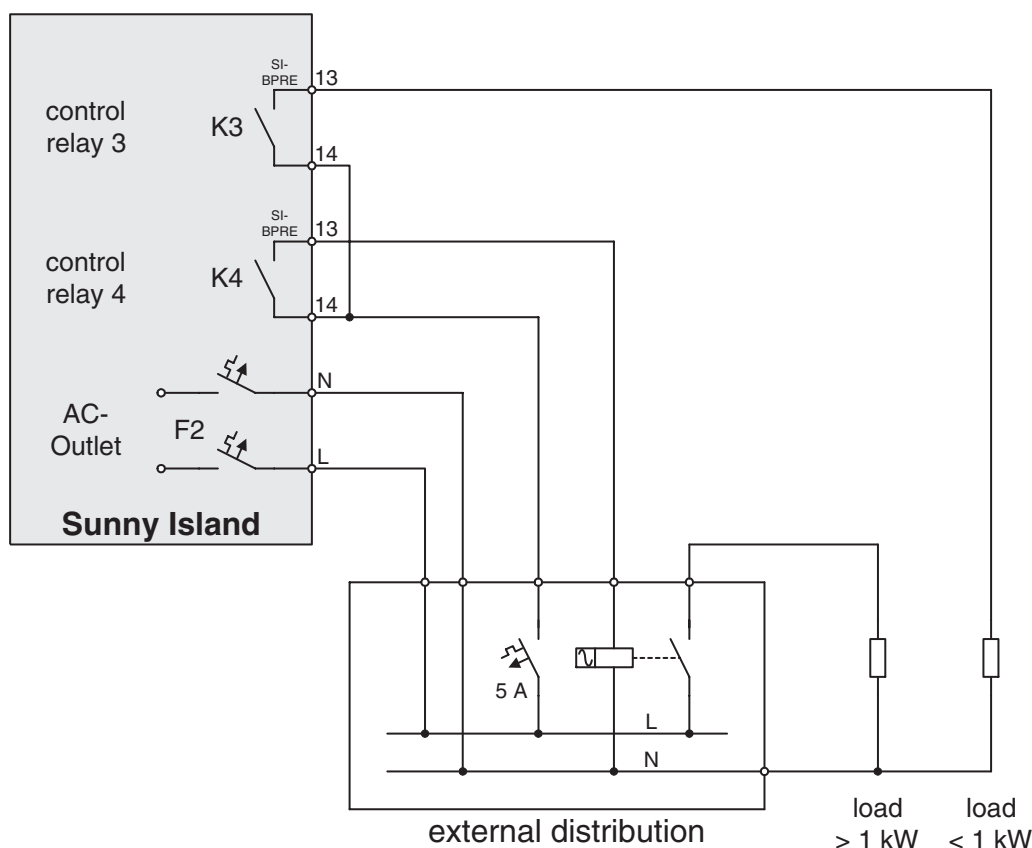 SI-
BPRE
13
control
relay 3
K3
14
SI-
BPRE
13
control
relay 4
K4
14
N
AC-
Outlet
F2
L
Sunny Island
5 A
L
N
load
> 1 kW
load
< 1 kW
external distribution